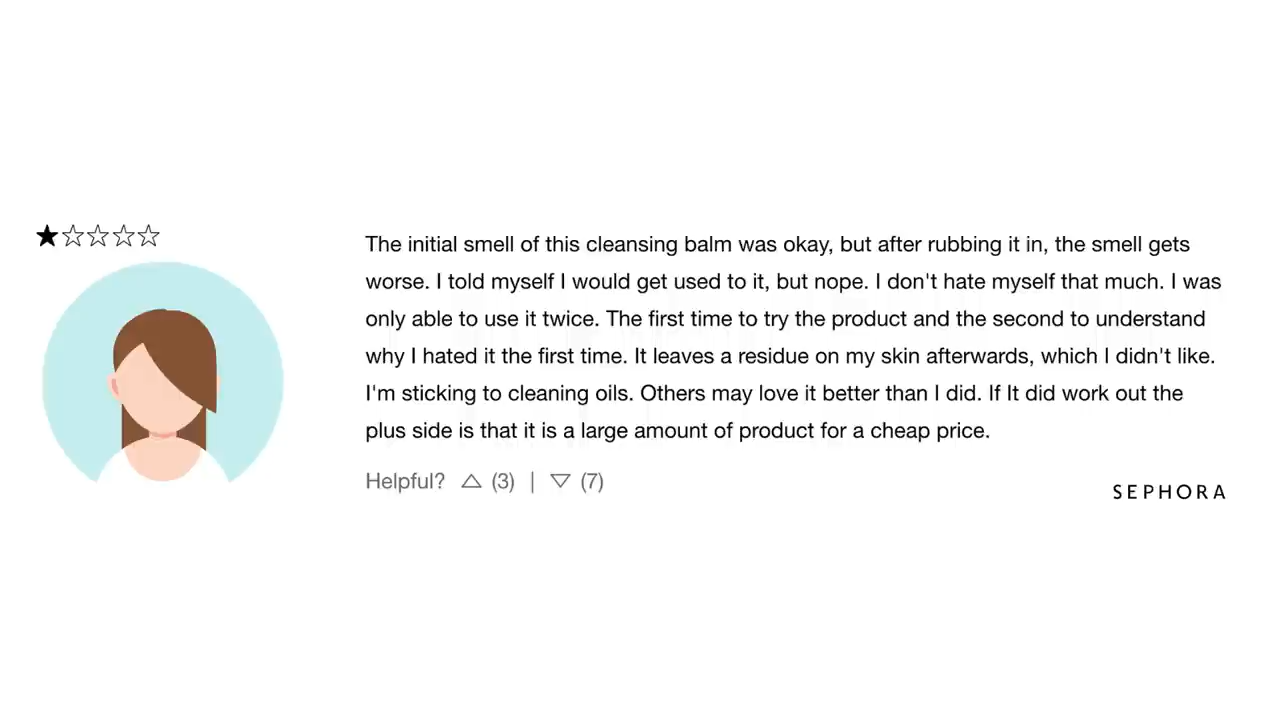 The initial smell of this cleansing balm was okay, but after rubbing it in, the smell gets
worse. I told myself I would get used to it, but nope. I don't hate myself that much. I was
only able to use it twice. The first time to try the product and the second to understand
why I hated it the first time. It leaves a residue on my skin afterwards, which I didn't like.
I'm sticking to cleaning oils. Others may love it better than I did. If It did work out the
plus side is that it is a large amount of product for a cheap price.
Helpful? △ (3) | ▽ (7)
SEPHORA